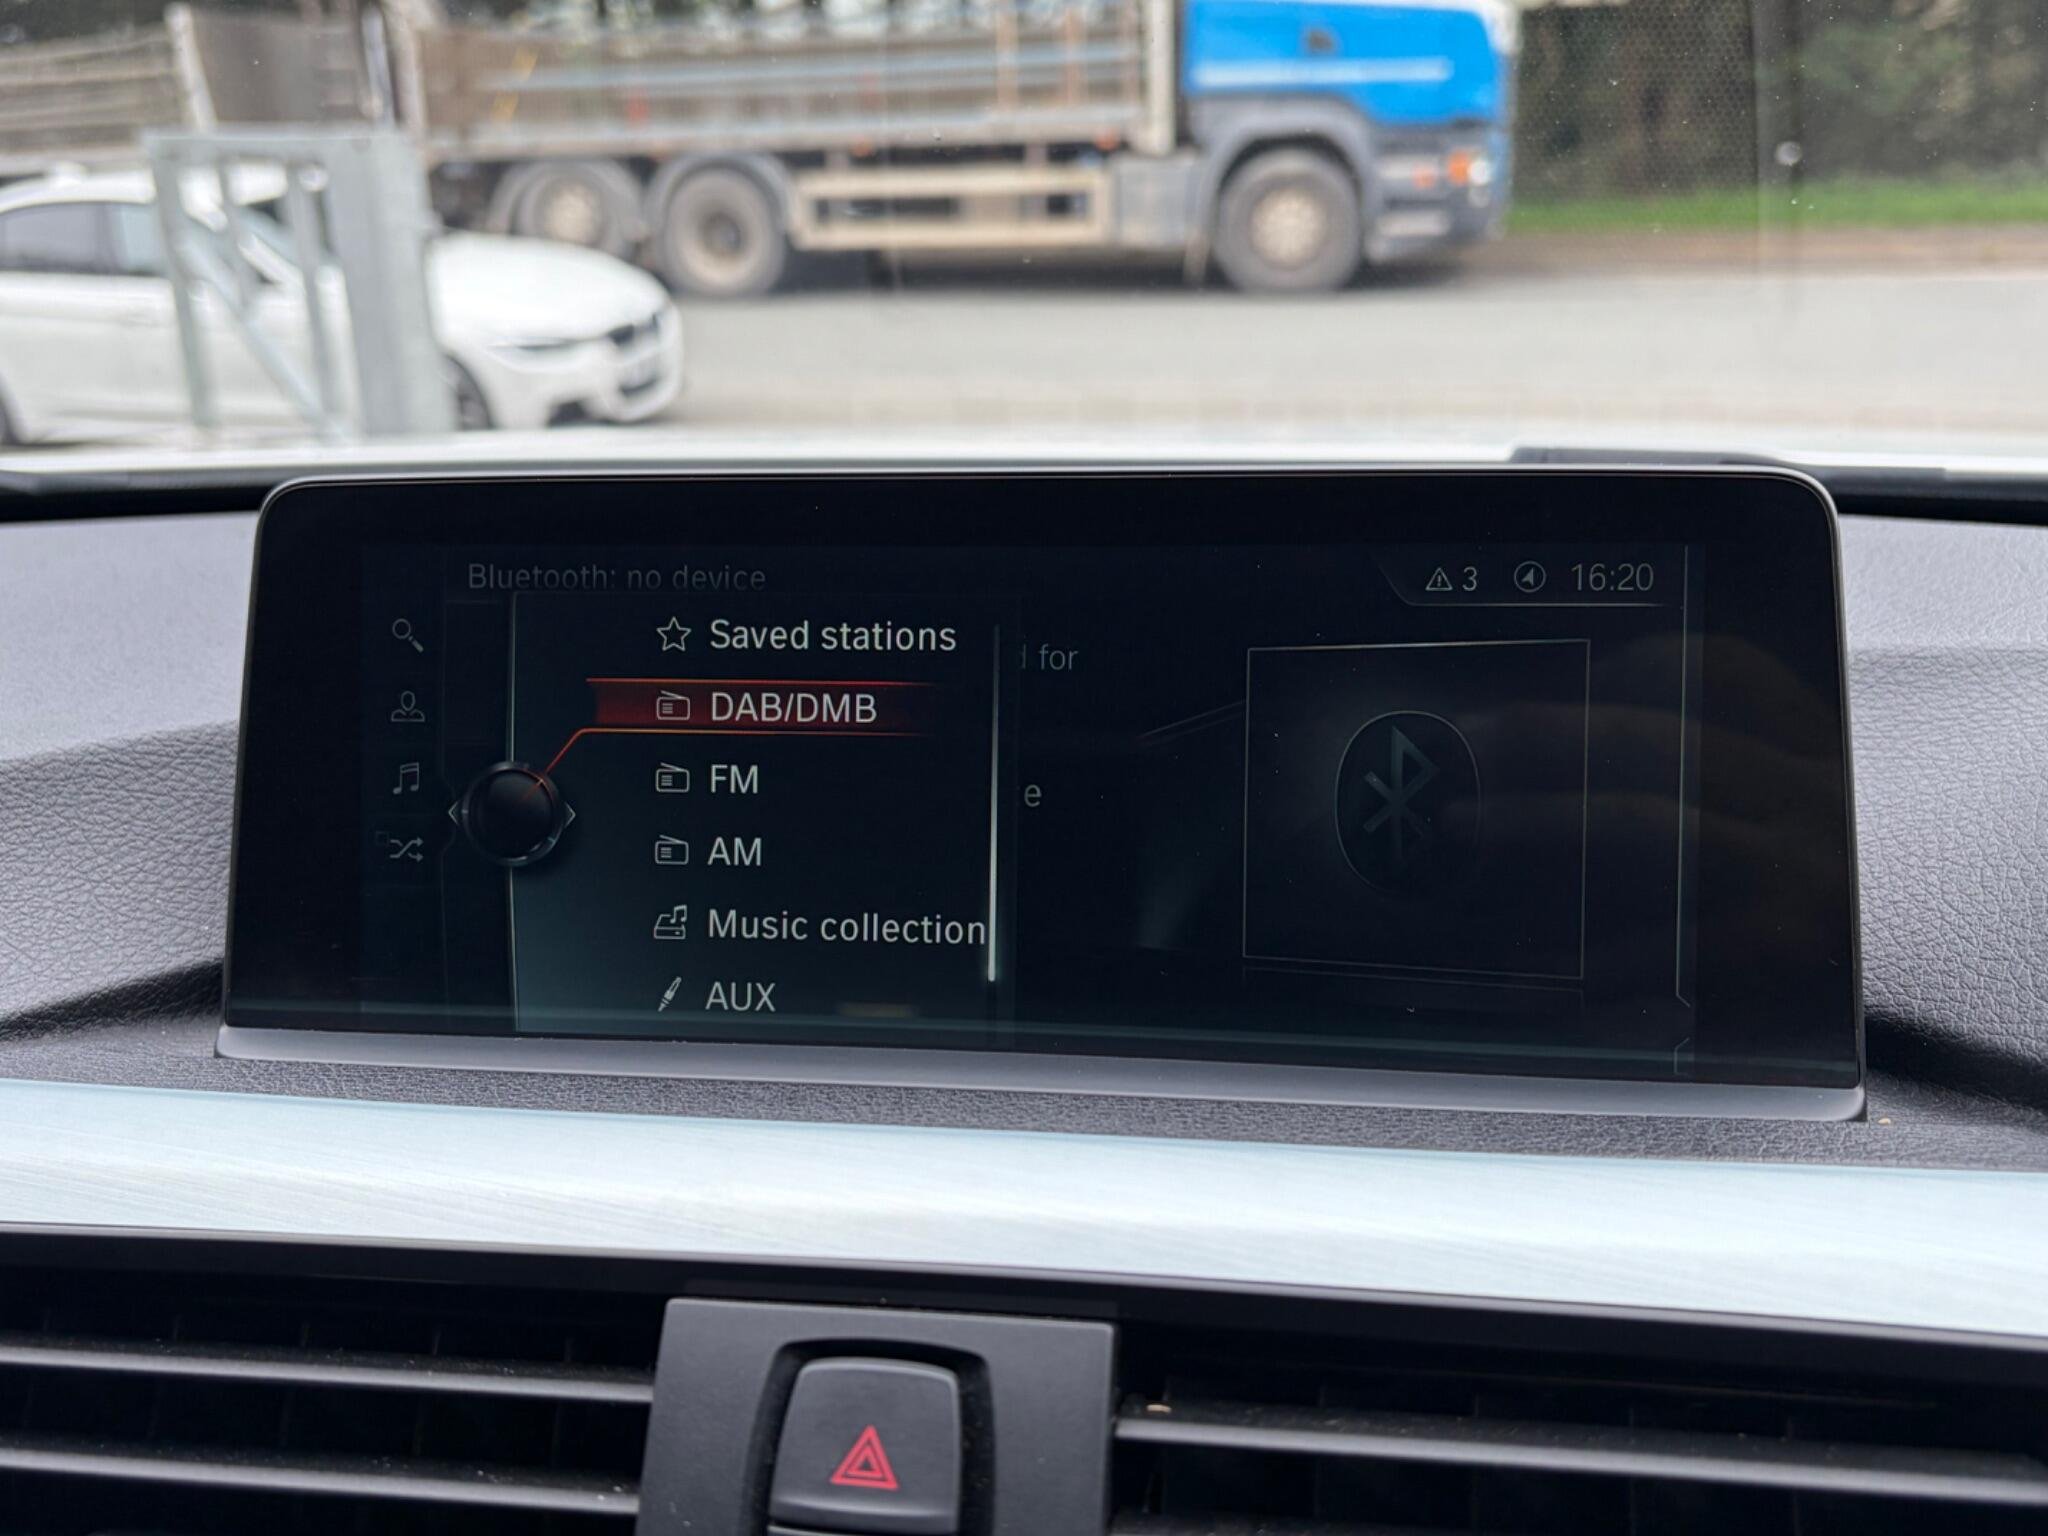 Bluetooth: no device
3 16:20
Saved stations
for
DAB/DMB
FM
e
AM
Music collection
AUX